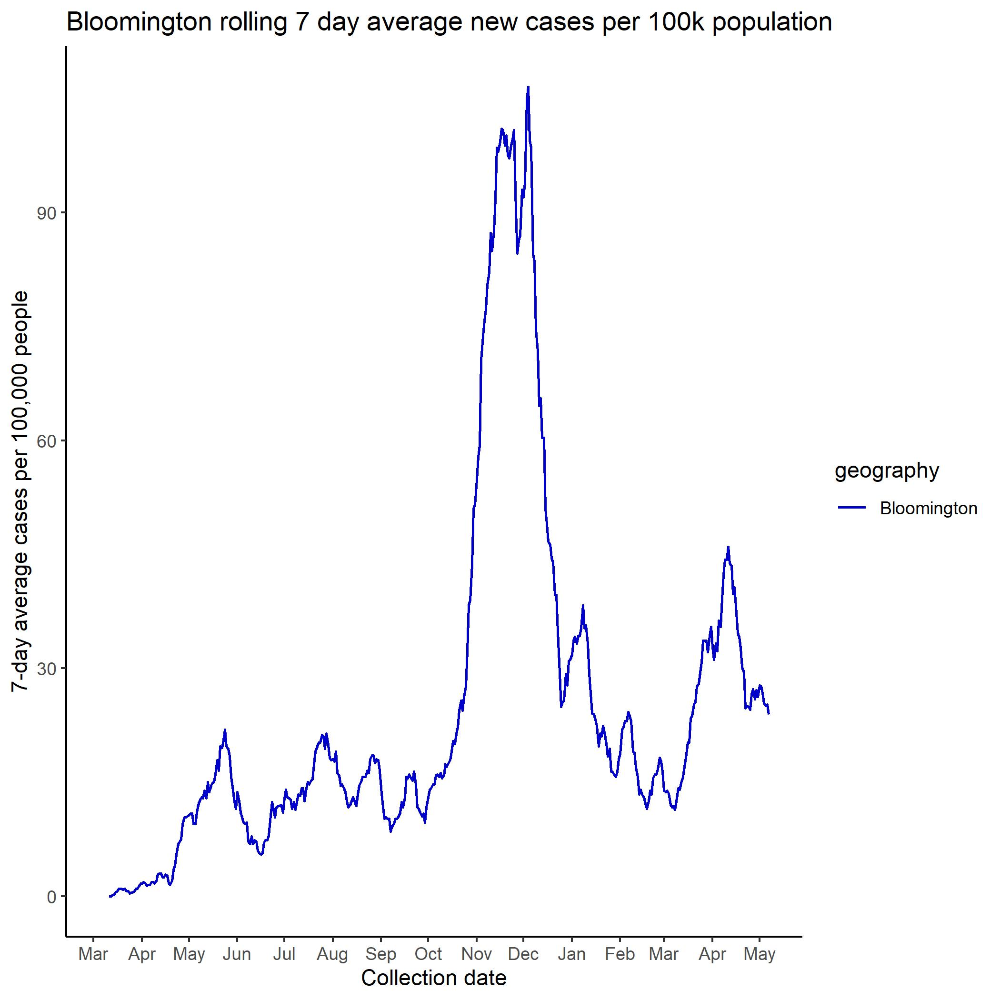 Bloomington rolling 7 day average new cases per 100k population
7-day average cases per 100,000 people
90
60
30
0
Mar Apr May Jun Jul Aug Sep Oct Nov Dec Jan Feb Mar Apr May
Collection date
geography
Bloomington